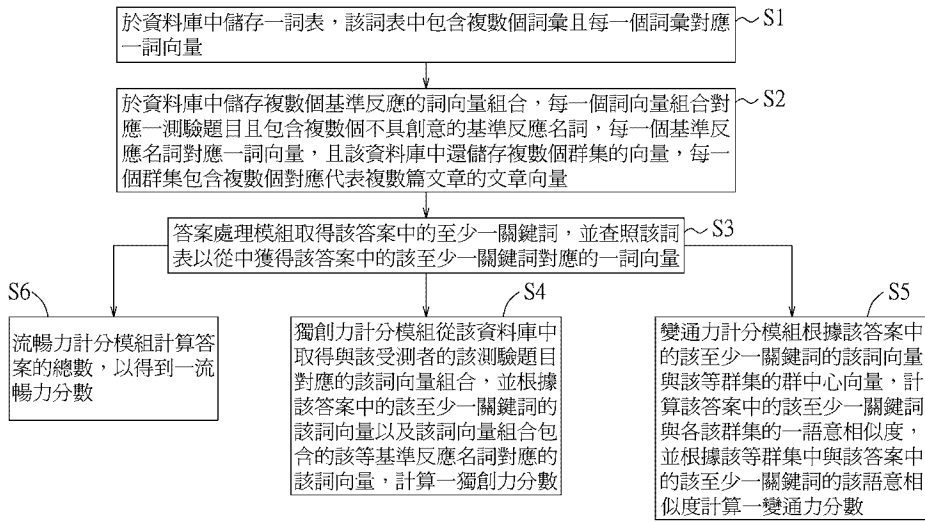 於資料庫中儲存一詞表，該詞表中包含複數個詞彙且每一個詞彙對應
一詞向量
S1
於資料庫中儲存複數個基準反應的詞向量組合，每一個詞向量組合對
應一測驗題目且包含複數個不具創意的基準反應名詞，每一個基準反
應名詞對應一詞向量，且該資料庫中還儲存複數個群集的向量，每一
個群集包含複數個對應代表複數篇文章的文章向量
S2
答案處理模組取得該答案中的至少一關鍵詞，並查照該詞
表以從中獲得該答案中的該至少一關鍵詞對應的一詞向量
S3
S6
流暢力計分模組計算答
案的總數，以得到一流
暢力分數
S4
獨創力計分模組從該資料庫中
取得與該受測者的該測驗題目
對應的該詞向量組合，並根據
該答案中的該至少一關鍵詞的
該詞向量以及該詞向量組合包
含的該等基準反應名詞對應的
該詞向量，計算一獨創力分數
S5
變通力計分模組根據該答案中
的該至少一關鍵詞的該詞向量
與該等群集的群中心向量，計
算該答案中的該至少一關鍵詞
與各該群集的一語意相似度，
並根據該等群集中與該答案中
的該至少一關鍵詞的該語意相
似度計算一變通力分數